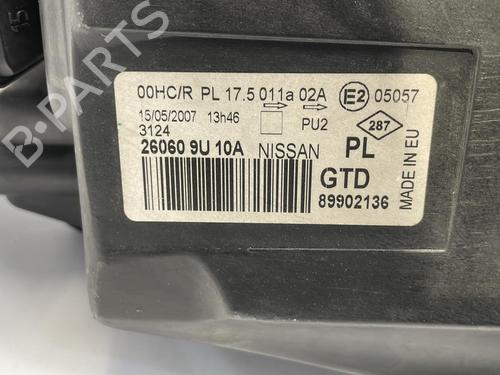 15
00HC/R PL 17.5 011a 02A E2 05057
15/05/2007 13h46 PU2 287
3124
26060 9U 10A NISSAN PL
GTD
89902136
MADE IN EU
B-PARTS